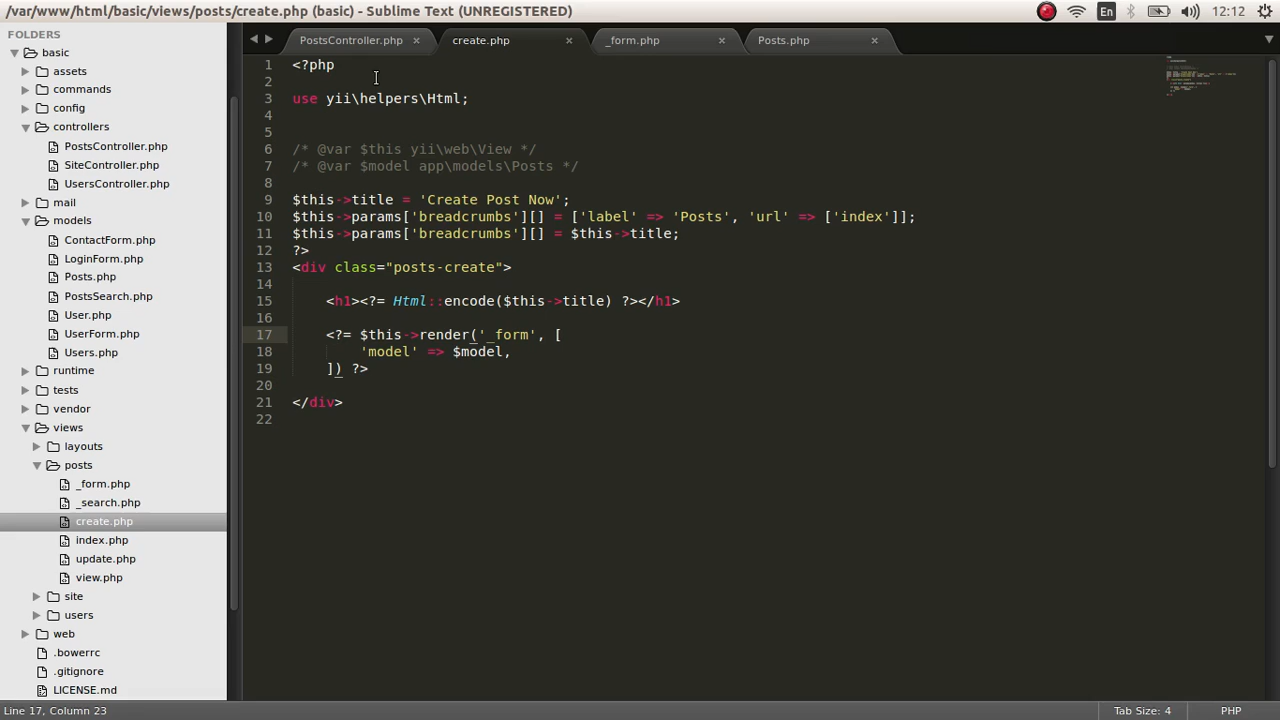 /var/www/html/basic/views/posts/create.php (basic) - Sublime Text (UNREGISTERED)
En
12:12
FOLDERS
basic
assets
commands
config
controllers
PostsController.php
SiteController.php
UsersController.php
mail
models
ContactForm.php
LoginForm.php
Posts.php
PostsSearch.php
User.php
UserForm.php
Users.php
runtime
tests
vendor
views
layouts
posts
_form.php
_search.php
create.php
index.php
update.php
view.php
site
users
web
.bowerrc
.gitignore
LICENSE.md
PostsController.php × create.php × _form.php × Posts.php ×
1 <?php
2
3 use yii\helpers\Html;
4
5
6 /* @var $this yii\web\View */
7 /* @var $model app\models\Posts */
8
9 $this->title = 'Create Post Now';
10 $this->params['breadcrumbs'][] = ['label' => 'Posts', 'url' => ['index']];
11 $this->params['breadcrumbs'][] = $this->title;
12 ?>
13 <div class="posts-create">
14
15     <h1><?= Html::encode($this->title) ?></h1>
16
17     <?= $this->render('_form', [
18         'model' => $model,
19     ]) ?>
20
21 </div>
22
Line 17, Column 23
Tab Size: 4
PHP